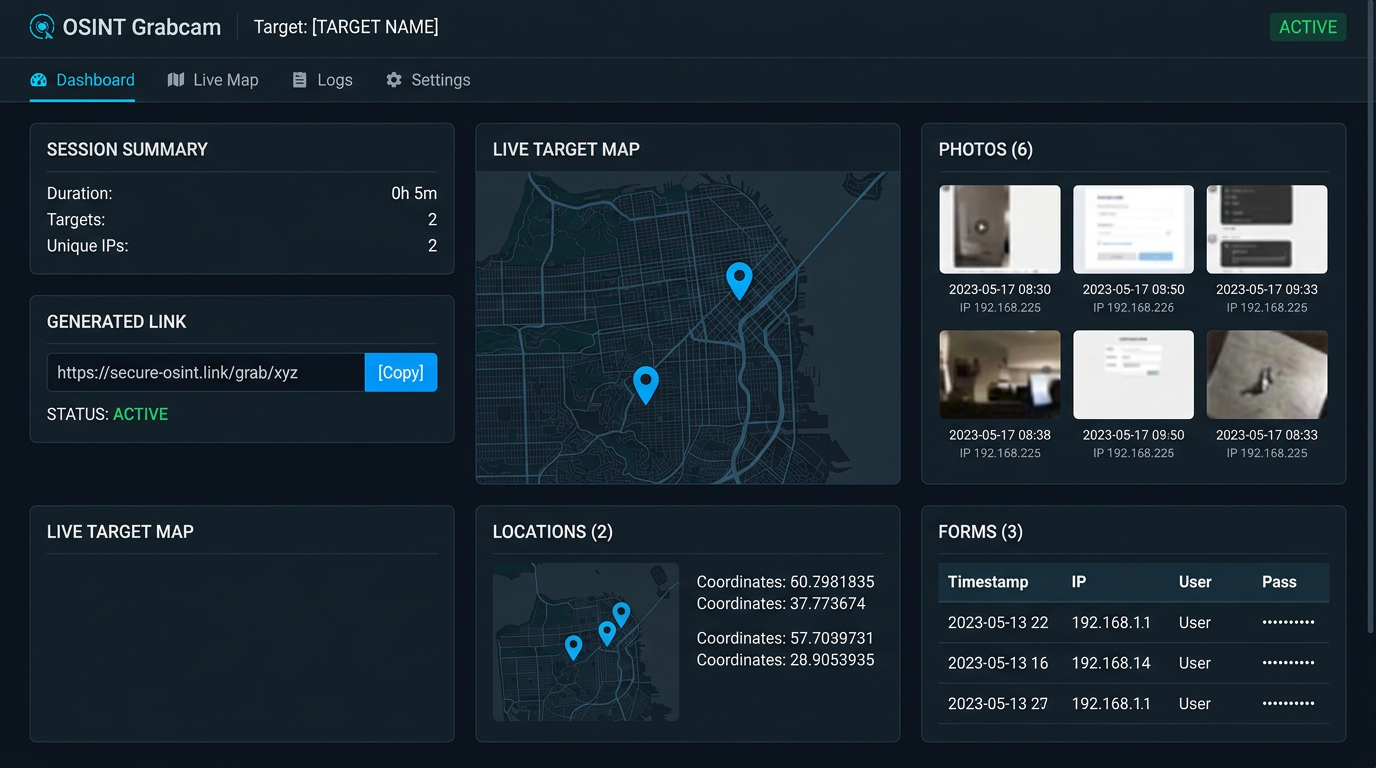 OSINT Grabcam
Target: [TARGET NAME]
ACTIVE
Dashboard
Live Map
Logs
Settings
SESSION SUMMARY
Duration: 0h 5m
Targets: 2
Unique IPs: 2
GENERATED LINK
https://secure-osint.link/grab/xyz [Copy]
STATUS: ACTIVE
LIVE TARGET MAP
PHOTOS (6)
2023-05-17 08:30
IP 192.168.225
2023-05-17 09:50
IP 192.168.226
2023-05-17 09:33
IP 192.168.225
2023-05-17 08:38
IP 192.168.225
2023-05-17 09:50
IP 192.168.225
2023-05-17 08:33
IP 192.168.225
LIVE TARGET MAP
LOCATIONS (2)
Coordinates: 60.7981835
Coordinates: 37.773674
Coordinates: 57.7039731
Coordinates: 28.9053935
FORMS (3)
Timestamp IP User Pass
2023-05-13 22 192.168.1.1 User ••••••••••
2023-05-13 16 192.168.14 User ••••••••••
2023-05-13 27 192.168.1.1 User ••••••••••